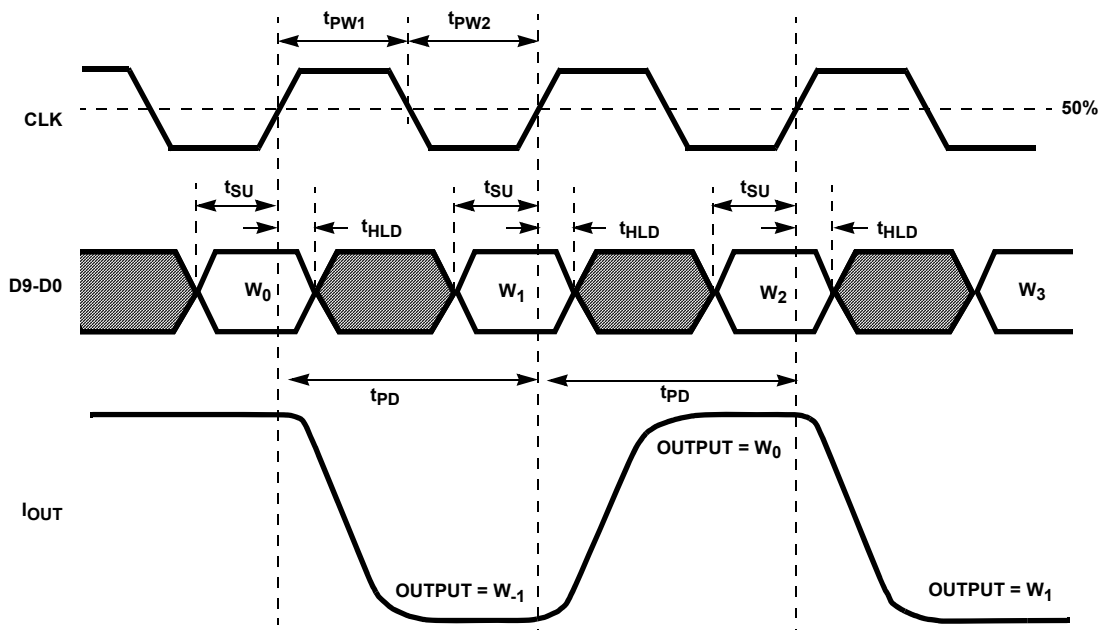 tPW1 tPW2
CLK
50%
tSU tSU tSU
tHLD tHLD tHLD
D9-D0
W0 W1 W2 W3
tPD tPD
OUTPUT = W0
IOUT
OUTPUT = W-1 OUTPUT = W1